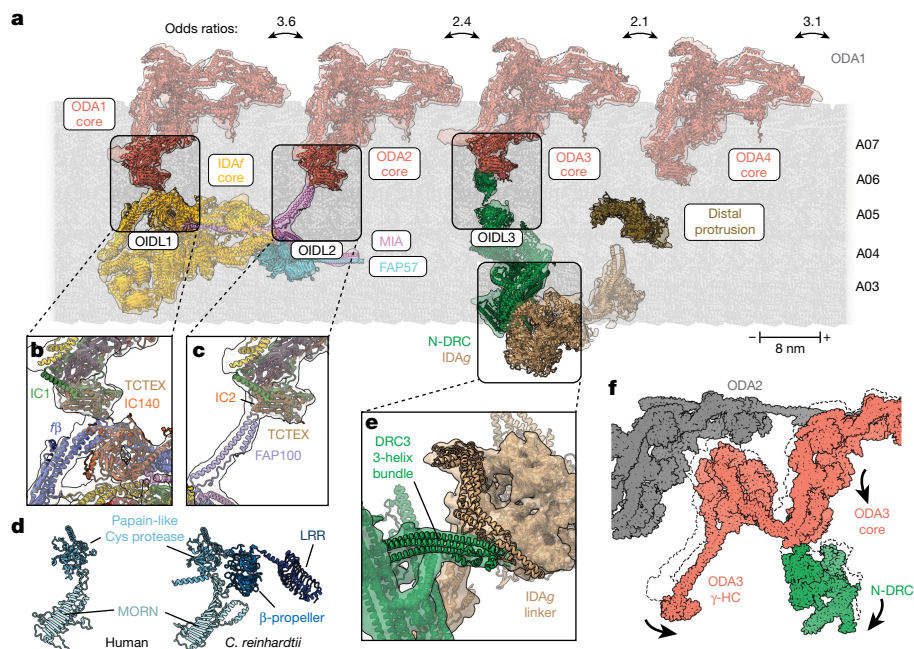 a
Odds ratios:
3.6
2.4
2.1
3.1
ODA1
ODA1
core
IDAf
core
ODA2
core
ODA3
core
ODA4
core
A07
A06
A05
A04
A03
OIDL1
OIDL2
OIDL3
MIA
FAP57
Distal
protrusion
N-DRC
IDAg
− +
8 nm
b
IC1
TCTEX
IC140
fβ
c
IC2
TCTEX
FAP100
d
Papain-like
Cys protease
LRR
MORN
β-propeller
Human
C. reinhardtii
e
DRC3
3-helix
bundle
IDAg
linker
f
ODA2
ODA3
core
ODA3
γ-HC
N-DRC